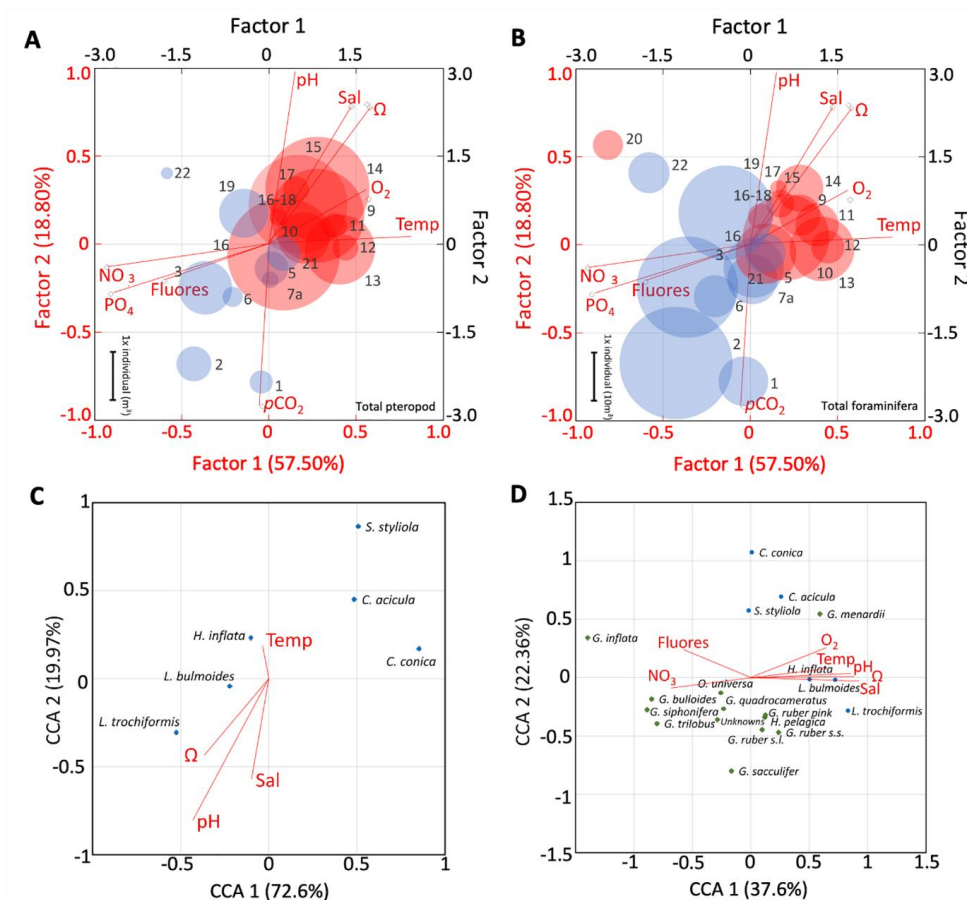 A
Factor 1
-3.0 -1.5 0 1.5
1.0
0.5
0
-0.5
-1.0
3.0
1.5
0
-1.5
-3.0
Factor 2 (18.80%)
Factor 2
pH
Sal
Ω
15
14
17
22
19
16-18
O2
9
Temp
16
10
11
12
NO3
3
5
21
13
PO4
Fluores
6
7a
2
1
pCO2
1x individual (m3)
Total pteropod
-1.0 -0.5 0 0.5 1.0
Factor 1 (57.50%)
B
Factor 1
-3.0 -1.5 0 1.5
1.0
0.5
0
-0.5
-1.0
3.0
1.5
0
-1.5
-3.0
Factor 2 (18.80%)
Factor 2
pH
Sal
Ω
20
19
17
22
15
14
16-18
O2
9
Temp
16
11
12
3
NO3
5
10
21
13
PO4
Fluores
6
7a
2
1
pCO2
1x individual (10m3)
Total foraminifera
-1.0 -0.5 0 0.5 1.0
Factor 1 (57.50%)
C
1
0.5
0
-0.5
-1
CCA 2 (19.97%)
S. styliola
C. acicula
H. inflata
Temp
C. conica
L. bulmoides
L. trochiformis
Ω
Sal
pH
-1 -0.5 0 0.5 1
CCA 1 (72.6%)
D
1.5
1
0.5
0
-0.5
-1
-1.5
CCA 2 (22.36%)
C. conica
C. acicula
S. styliola
G. menardii
G. inflata
Fluores
O2
Temp
H. inflata
pH
Ω
NO3
O. universa
L. bulmoides
Sal
G. bulloides
G. quadrocameratus
L. trochiformis
G. siphonifera
G. ruber pink
G. trilobus
Unknowns
H. pelagica
G. ruber s.l.
G. ruber s.s.
G. sacculifer
-1 -0.5 0 0.5 1 1.5
CCA 1 (37.6%)